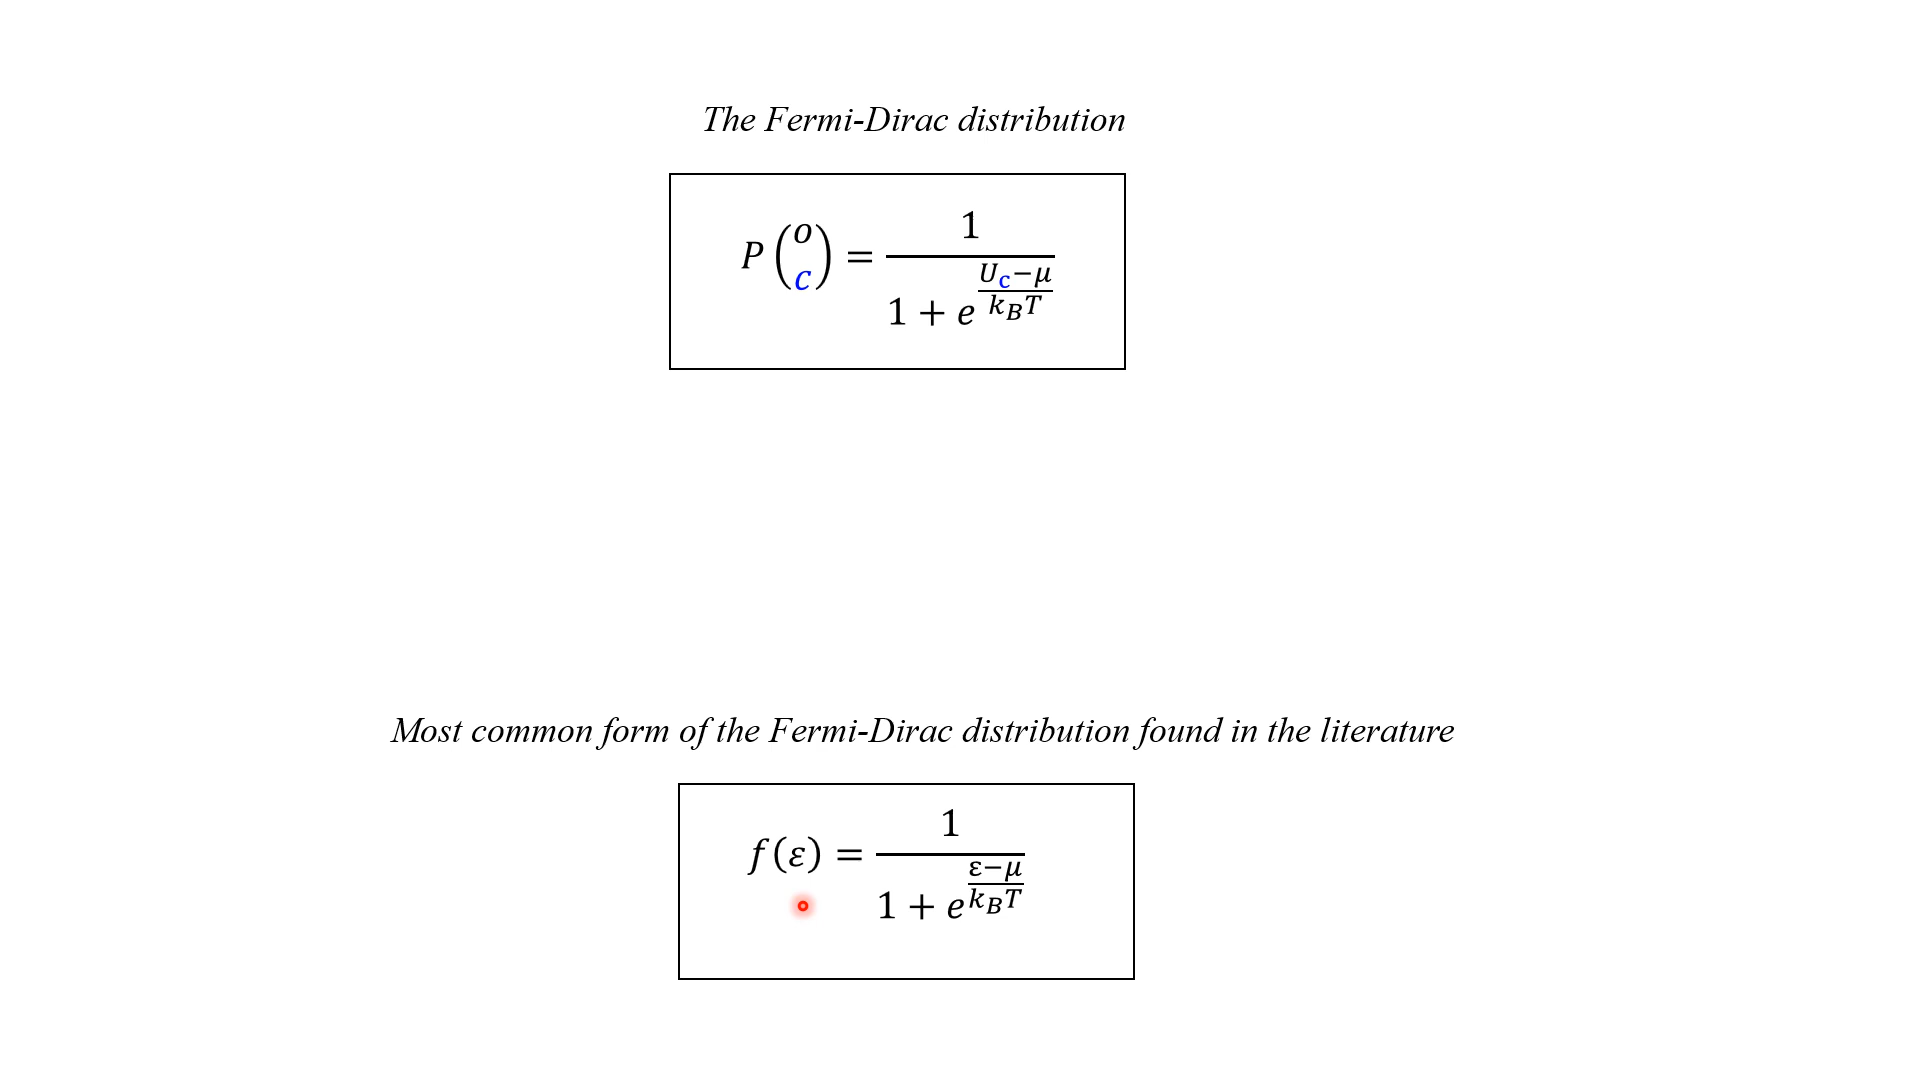 The Fermi-Dirac distribution
P(o c) = 1 / (1 + e^((U_c−μ)/(k_B T)))
Most common form of the Fermi-Dirac distribution found in the literature
f(ε) = 1 / (1 + e^((ε−μ)/(k_B T)))